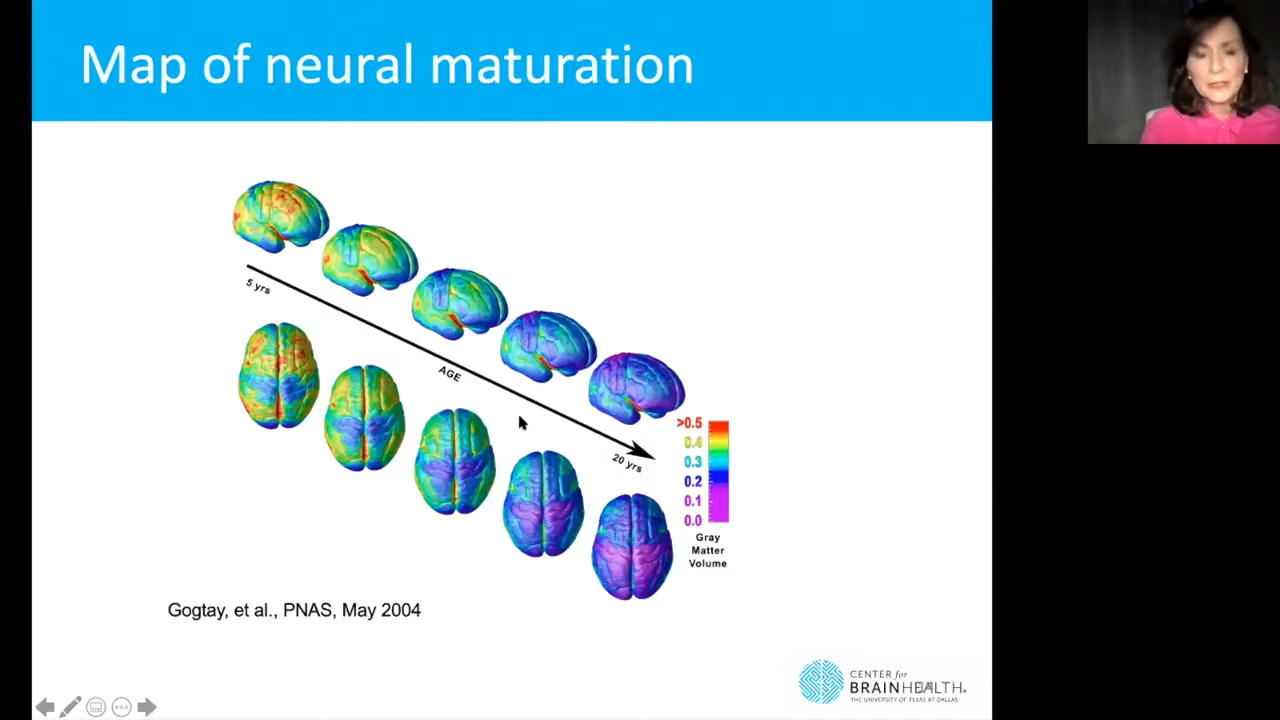 Map of neural maturation
5 yrs
AGE
20 yrs
>0.5
0.4
0.3
0.2
0.1
0.0
Gray
Matter
Volume
Gogtay, et al., PNAS, May 2004
CENTER for
BRAINHEALTH®
THE UNIVERSITY OF TEXAS AT DALLAS